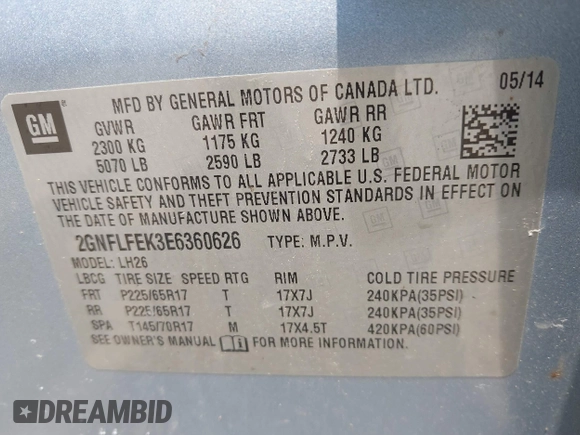 GM ®
MFD BY GENERAL MOTORS OF CANADA LTD. 05/14
GVWR GAWR FRT GAWR RR
2300 KG 1175 KG 1240 KG
5070 LB 2590 LB 2733 LB
THIS VEHICLE CONFORMS TO ALL APPLICABLE U.S. FEDERAL MOTOR
VEHICLE SAFETY AND THEFT PREVENTION STANDARDS IN EFFECT ON
THE DATE OF MANUFACTURE SHOWN ABOVE.
2GNFLFEK3E6360626 TYPE: M.P.V.
MODEL: LH26
LBCG TIRE SIZE SPEED RTG RIM COLD TIRE PRESSURE
FRT P225/65R17 T 17X7J 240KPA(35PSI)
RR P225/65R17 T 17X7J 240KPA(35PSI)
SPA T145/70R17 M 17X4.5T 420KPA(60PSI)
SEE OWNER'S MANUAL FOR MORE INFORMATION.
DREAMBID